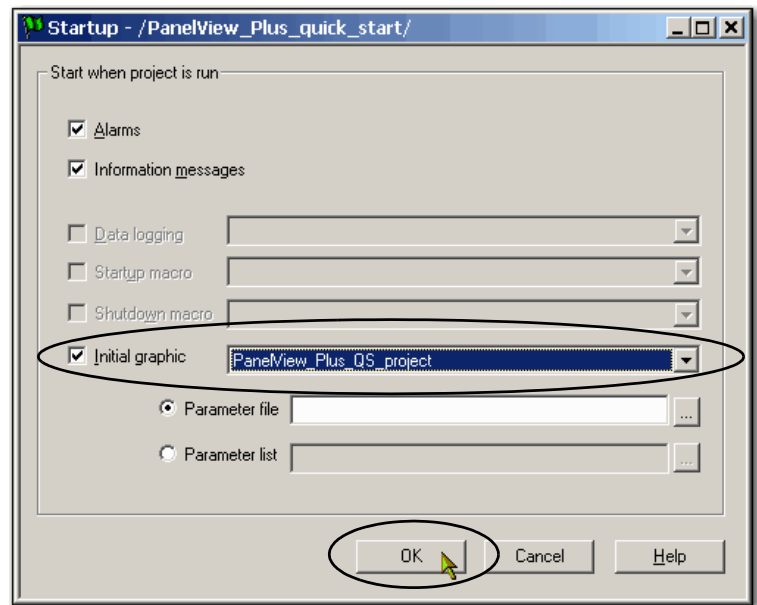 Startup - /PanelView_Plus_quick_start/
Start when project is run
Alarms
Information messages
Data logging
Startup macro
Shutdown macro
Initial graphic PanelView_Plus_QS_project
Parameter file ...
Parameter list ...
OK Cancel Help